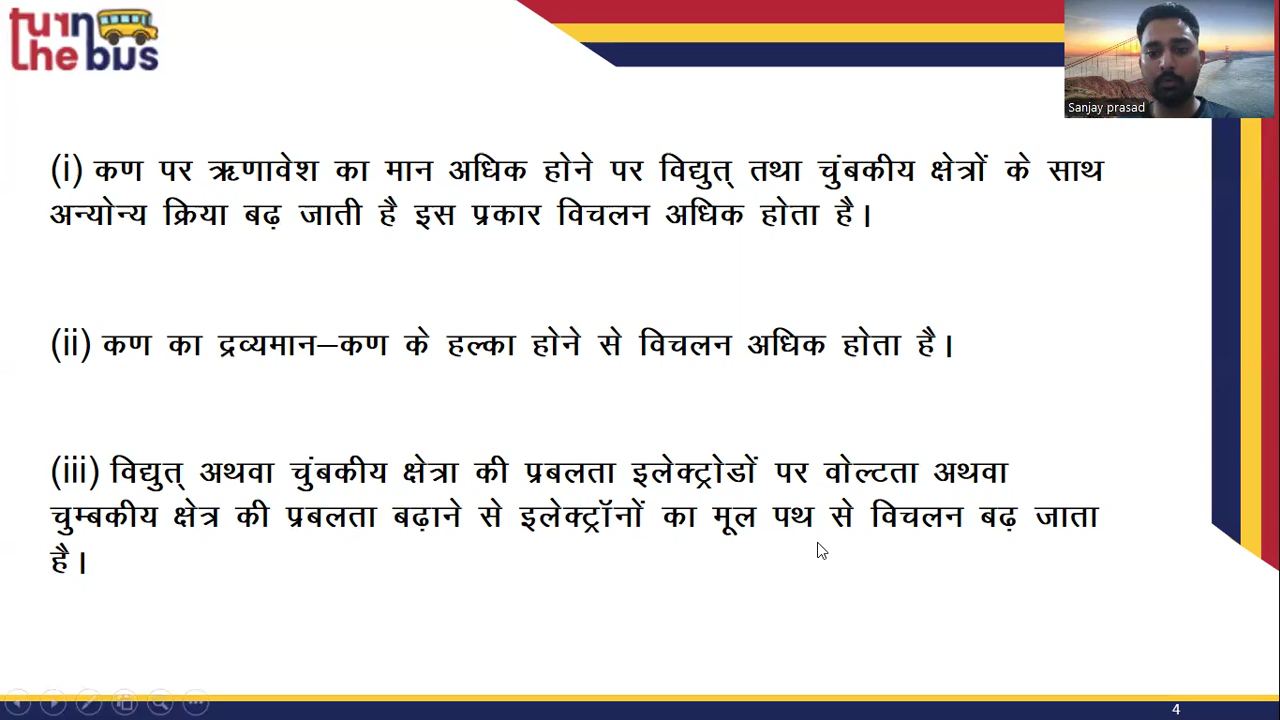 turn
the bus
Sanjay prasad
(i) कण पर ऋणावेश का मान अधिक होने पर विद्युत् तथा चुंबकीय क्षेत्रों के साथ
अन्योन्य क्रिया बढ़ जाती है इस प्रकार विचलन अधिक होता है।
(ii) कण का द्रव्यमान–कण के हल्का होने से विचलन अधिक होता है।
(iii) विद्युत् अथवा चुंबकीय क्षेत्रा की प्रबलता इलेक्ट्रोडों पर वोल्टता अथवा
चुम्बकीय क्षेत्र की प्रबलता बढ़ाने से इलेक्ट्रॉनों का मूल पथ से विचलन बढ़ जाता
है।
4